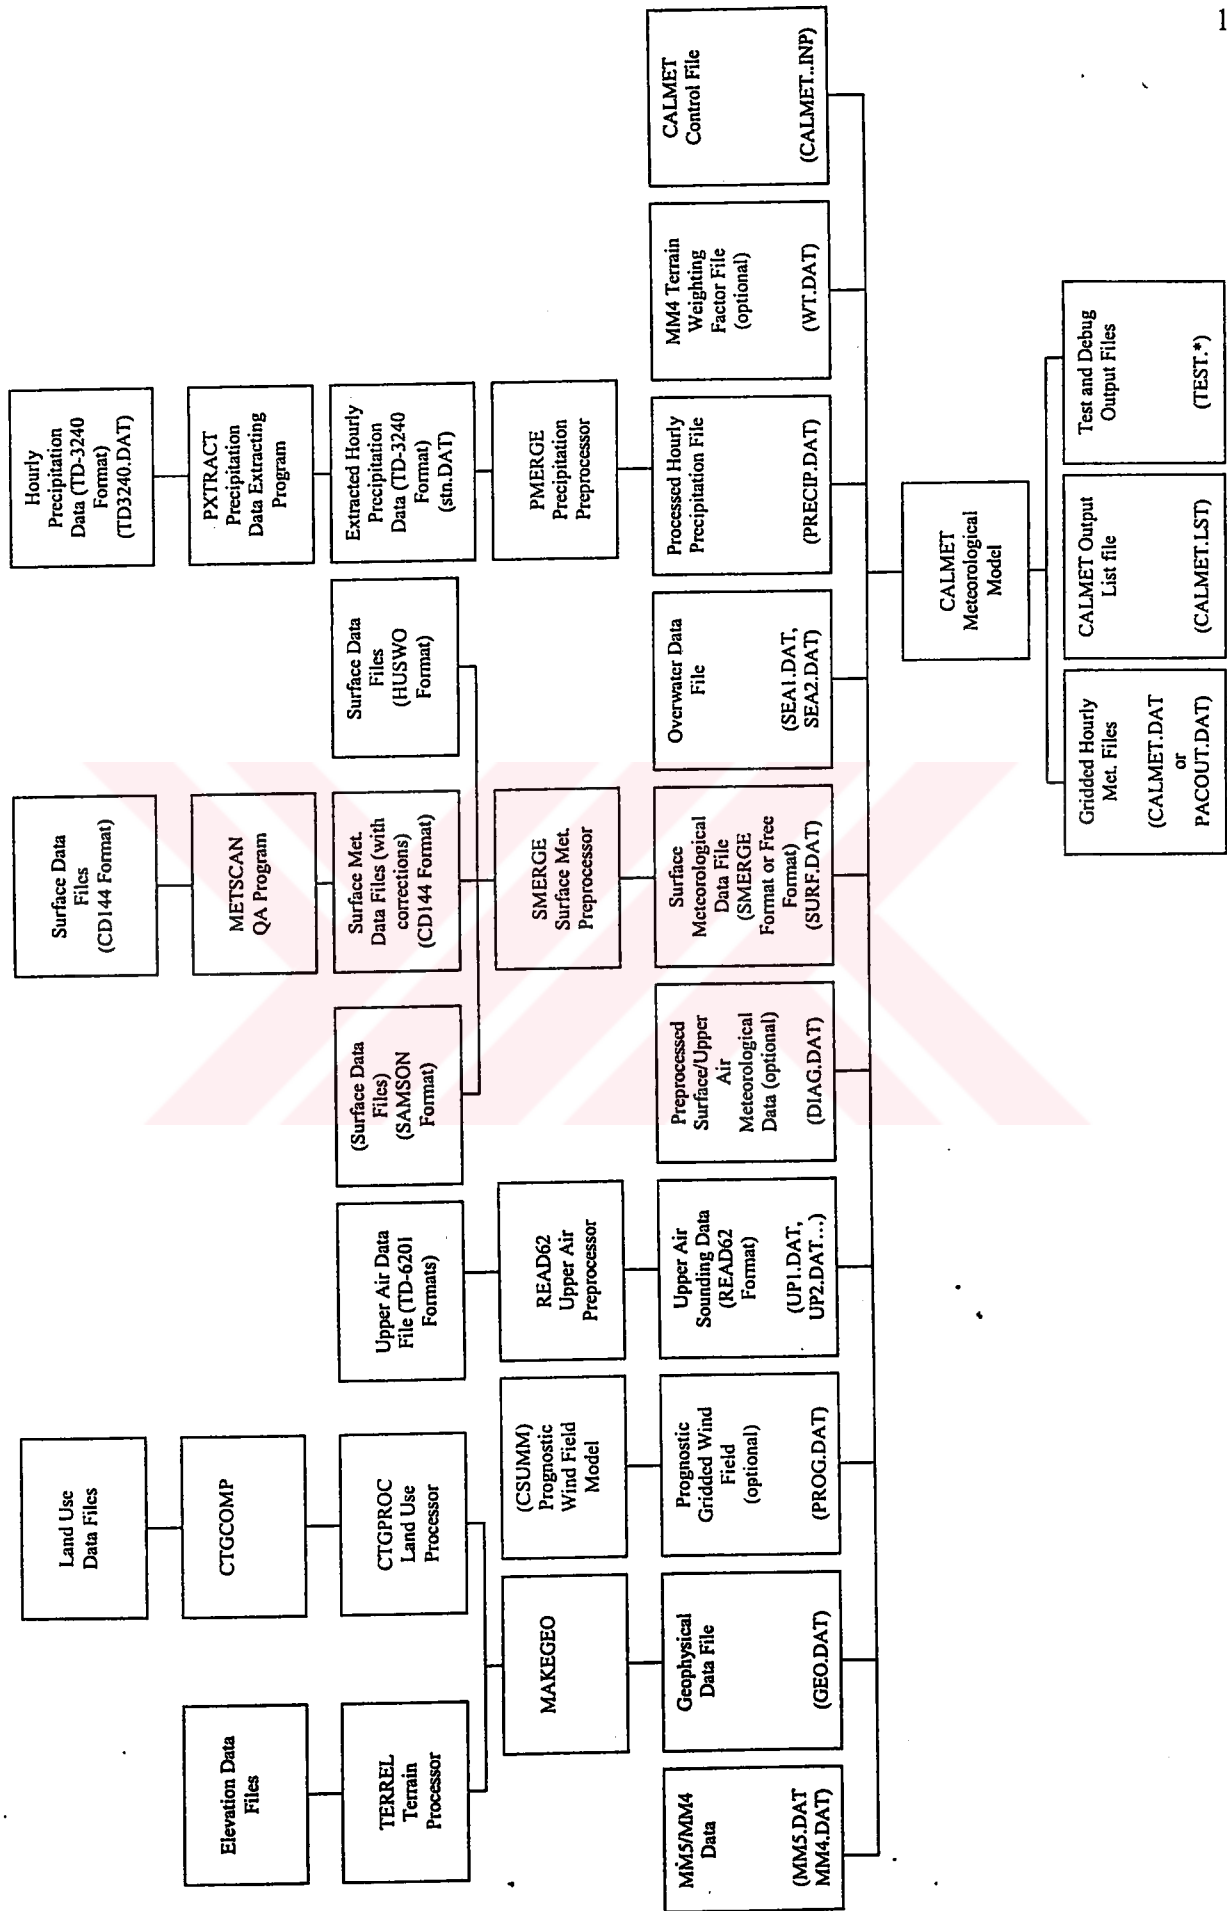 Land Use
Data Files
Surface Data
Files
(CD144 Format)
Hourly
Precipitation
Data (TD-3240
Format)
(TD3240.DAT)
Elevation Data
Files
CTGCOMP
METSCAN
QA Program
PXTRACT
Precipitation
Data Extracting
Program
TERREL
Terrain
Processor
CTGPROC
Land Use
Processor
Upper Air Data
File (TD-6201
Formats)
(Surface Data
Files)
(SAMSON
Format)
Surface Met.
Data Files (with
corrections)
(CD144 Format)
Surface Data
Files
(HUSWO
Format)
Extracted Hourly
Precipitation
Data (TD-3240
Format)
(stn.DAT)
MAKEGEO
(CSUMM)
Prognostic
Wind Field
Model
READ62
Upper Air
Preprocessor
SMERGE
Surface Met.
Preprocessor
PMERGE
Precipitation
Preprocessor
MM5/MM4
Data
(MM5.DAT
MM4.DAT)
Geophysical
Data File
(GEO.DAT)
Prognostic
Gridded Wind
Field
(optional)
(PROG.DAT)
Upper Air
Sounding Data
(READ62
Format)
(UP1.DAT,
UP2.DAT...)
Preprocessed
Surface/Upper
Air
Meteorological
Data (optional)
(DIAG.DAT)
Surface
Meteorological
Data File
(SMERGE
Format or Free
Format)
(SURF.DAT)
Overwater Data
File
(SEA1.DAT,
SEA2.DAT)
Processed Hourly
Precipitation File
(PRECIP.DAT)
MM4 Terrain
Weighting
Factor File
(optional)
(WT.DAT)
CALMET
Control File
(CALMET..INP)
CALMET
Meteorological
Model
Gridded Hourly
Met. Files
(CALMET.DAT
or
PACOUT.DAT)
CALMET Output
List file
(CALMET.LST)
Test and Debug
Output Files
(TEST.*)
1